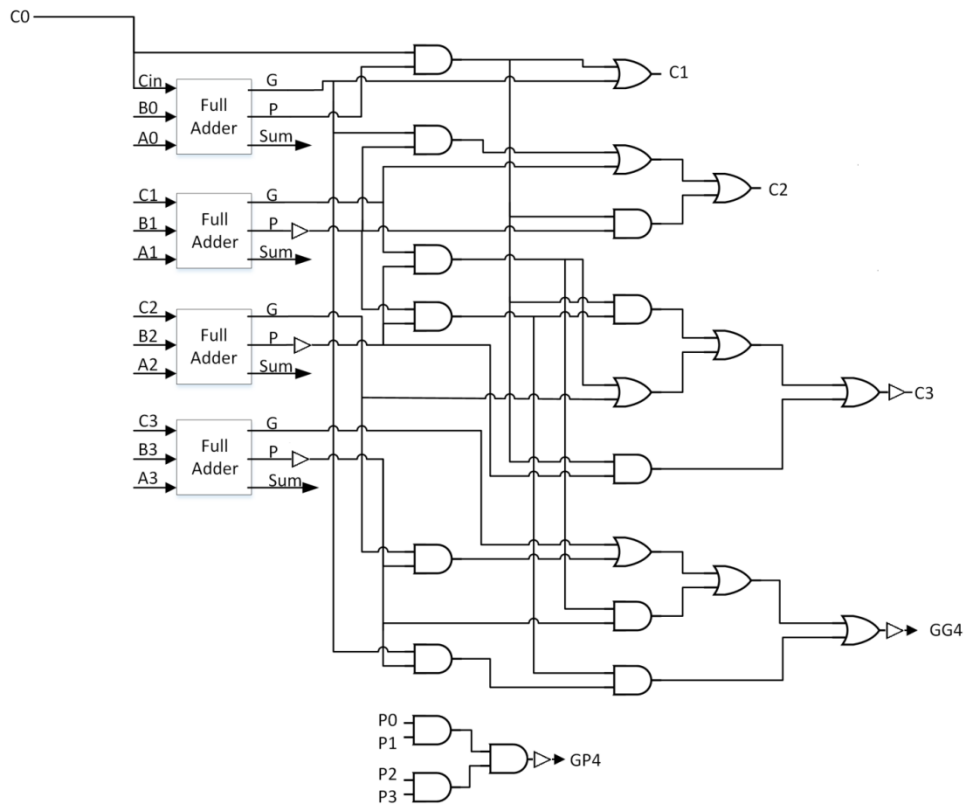 C0
C1
Cin
G
B0
Full
Adder
P
A0
Sum
C2
C1
G
B1
Full
Adder
P
A1
Sum
C2
G
B2
Full
Adder
P
A2
Sum
C3
C3
G
B3
Full
Adder
P
A3
Sum
GG4
P0
P1
GP4
P2
P3